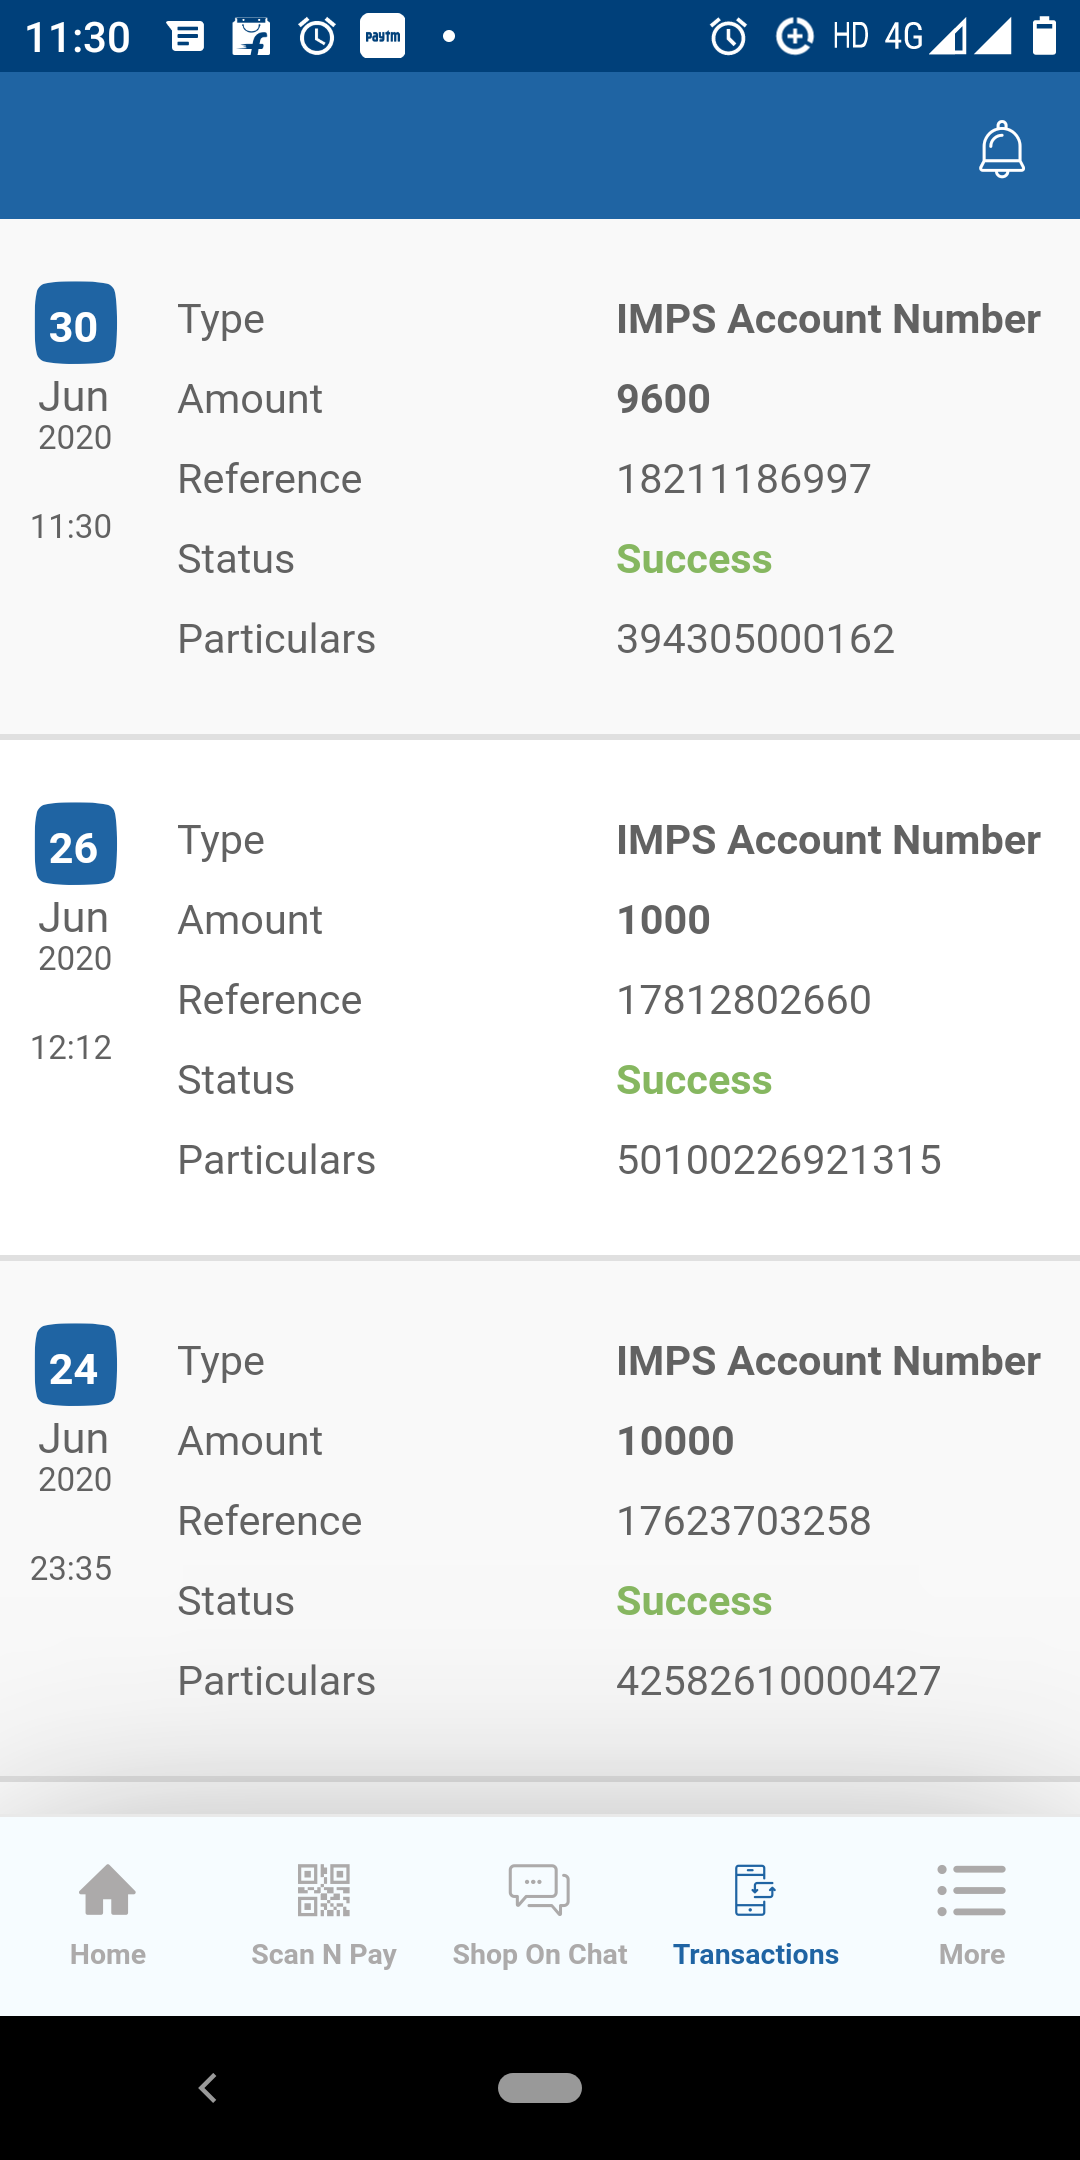 11:30 paytm HD 4G
30 Type IMPS Account Number
Jun Amount 9600
2020 Reference 18211186997
11:30 Status Success
Particulars 394305000162
26 Type IMPS Account Number
Jun Amount 1000
2020 Reference 17812802660
12:12 Status Success
Particulars 50100226921315
24 Type IMPS Account Number
Jun Amount 10000
2020 Reference 17623703258
23:35 Status Success
Particulars 42582610000427
Home Scan N Pay Shop On Chat Transactions More